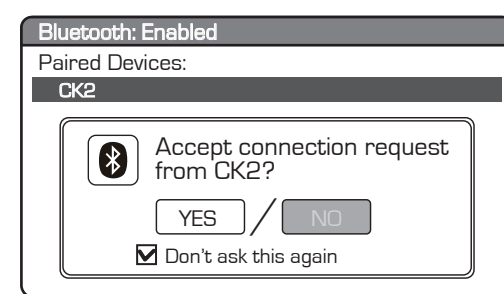 Bluetooth: Enabled
Paired Devices:
CK2
Accept connection request
from CK2?
YES / NO
Don't ask this again